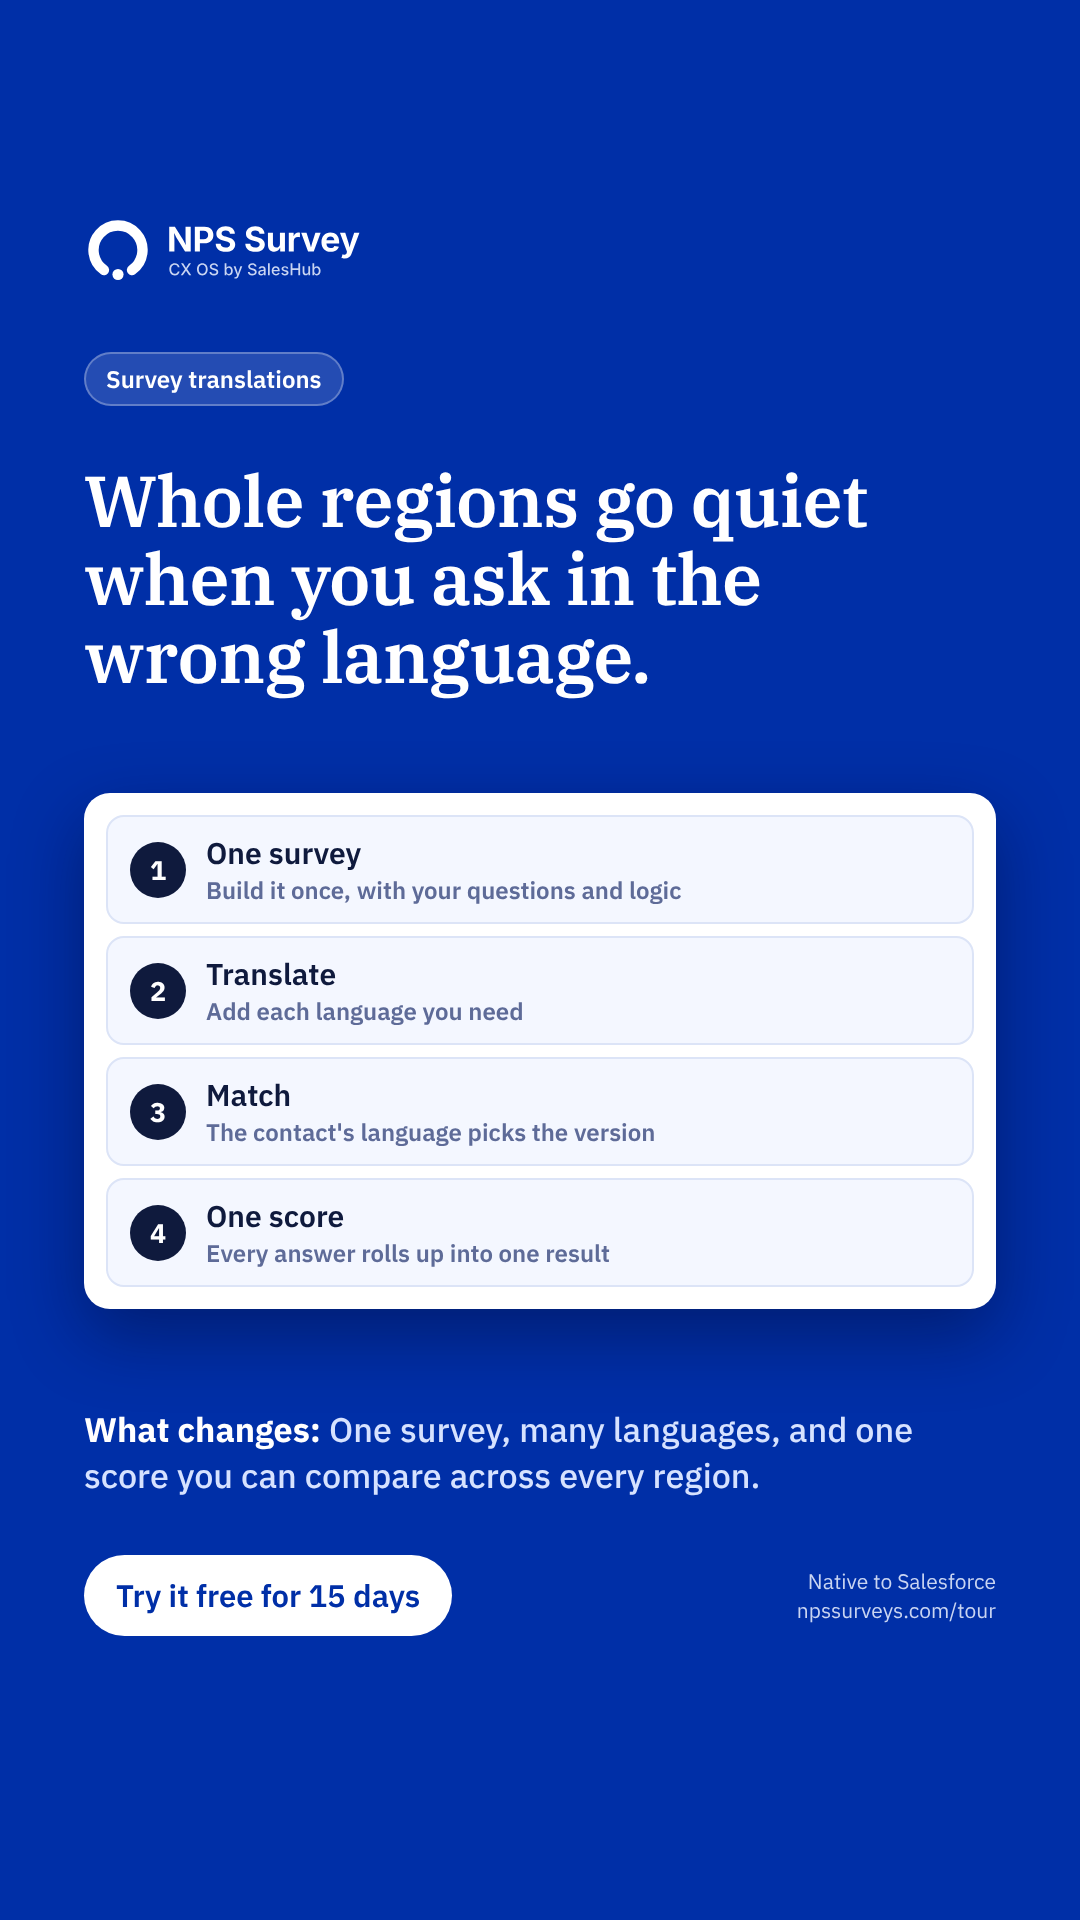 NPS Survey
CX OS by SalesHub
Survey translations
Whole regions go quiet
when you ask in the
wrong language.
1
One survey
Build it once, with your questions and logic
2
Translate
Add each language you need
3
Match
The contact's language picks the version
4
One score
Every answer rolls up into one result
What changes: One survey, many languages, and one
score you can compare across every region.
Try it free for 15 days
Native to Salesforce
npssurveys.com/tour